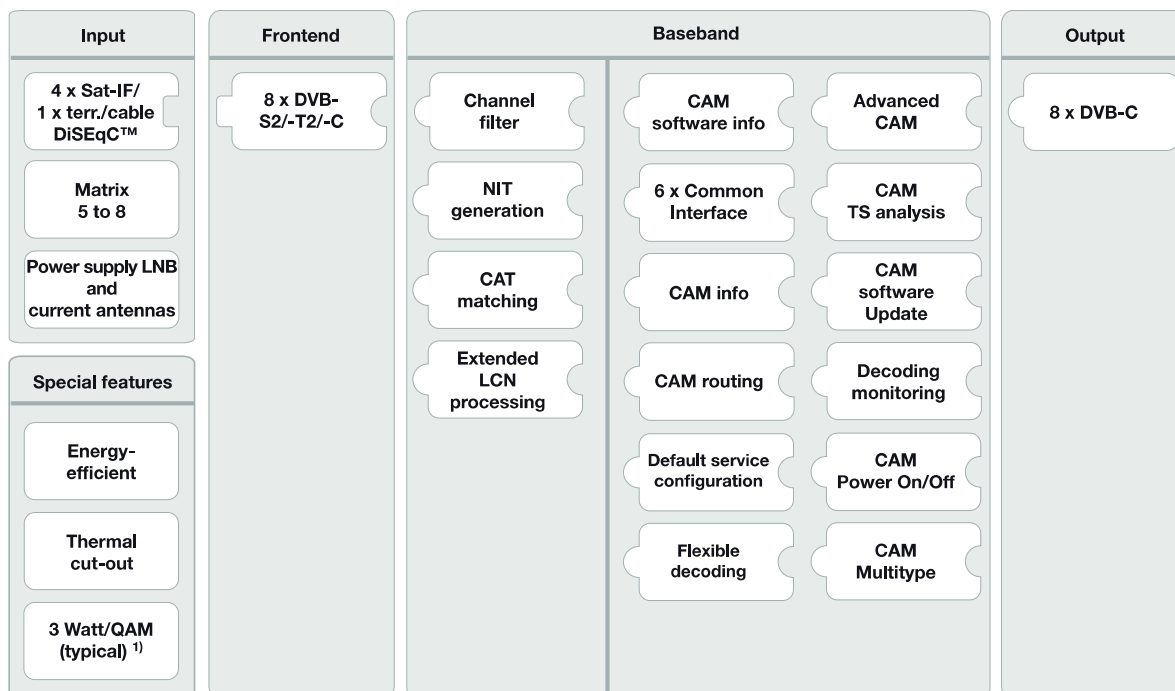 Input
4 x Sat-IF/
1 x terr./cable
DiSEqC™
Matrix
5 to 8
Power supply LNB
and
current antennas
Special features
Energy-
efficient
Thermal
cut-out
3 Watt/QAM
(typical) 1)
Frontend
8 x DVB-
S2/-T2/-C
Baseband
Channel
filter
NIT
generation
CAT
matching
Extended
LCN
processing
CAM
software info
6 x Common
Interface
CAM info
CAM routing
Default service
configuration
Flexible
decoding
Advanced
CAM
CAM
TS analysis
CAM
software
Update
Decoding
monitoring
CAM
Power On/Off
CAM
Multitype
Output
8 x DVB-C